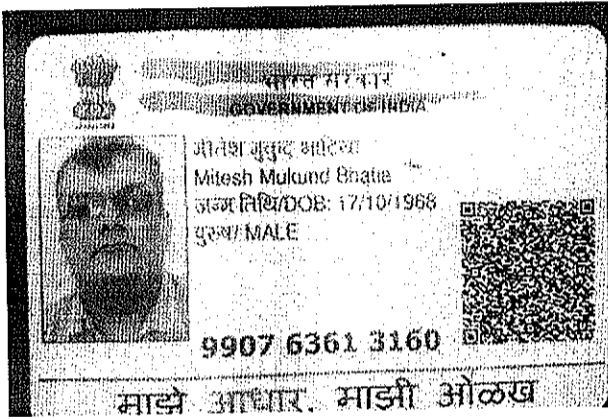 भारत सरकार
GOVERNMENT OF INDIA
मीतेश मुकुंद भाटिया
Mitesh Mukund Bhatia
जन्म तिथि/DOB: 17/10/1968
पुरुष/ MALE
9907 6361 3160
माझे आधार, माझी ओळख